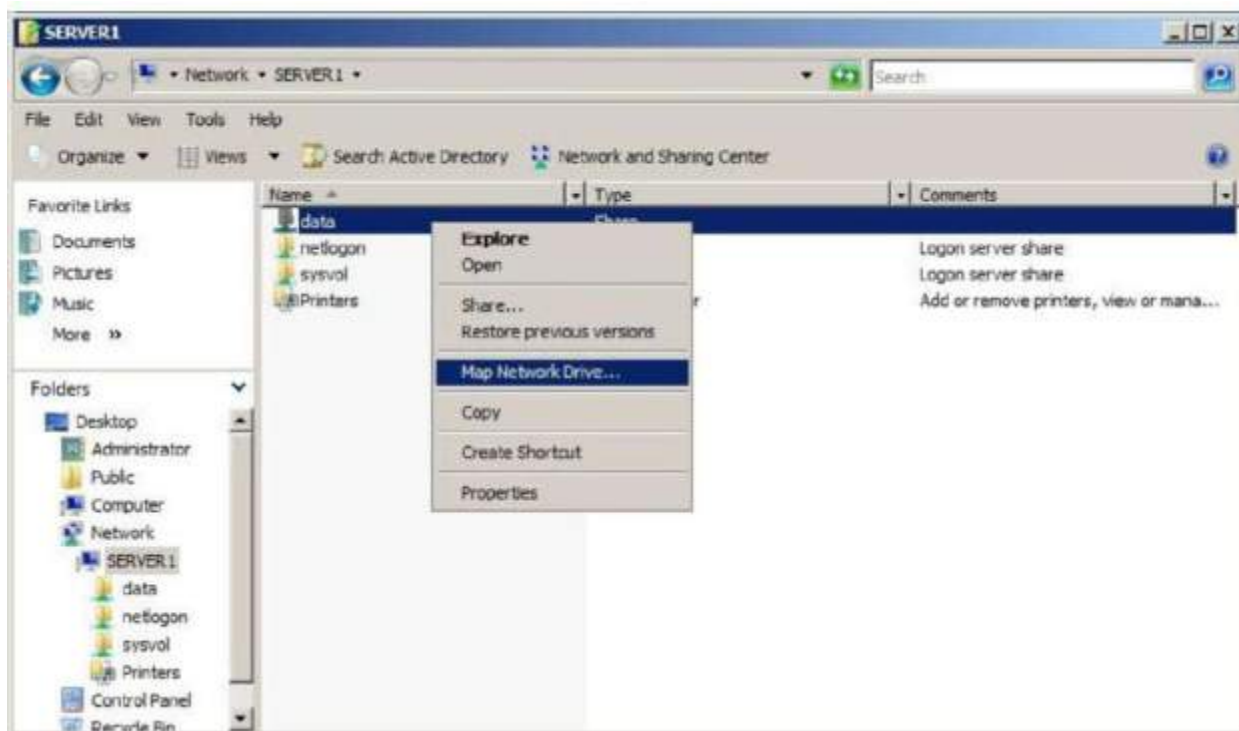 SERVER1
Network • SERVER1 •
Search
File Edit View Tools Help
Organize Views Search Active Directory Network and Sharing Center
Favorite Links
Documents
Pictures
Music
More »
Folders
Desktop
Administrator
Public
Computer
Network
SERVER1
data
netlogon
sysvol
Printers
Control Panel
Recycle Bin
Name Type Comments
data Share
netlogon Logon server share
sysvol Logon server share
Printers r Add or remove printers, view or mana...
Explore
Open
Share...
Restore previous versions
Map Network Drive...
Copy
Create Shortcut
Properties